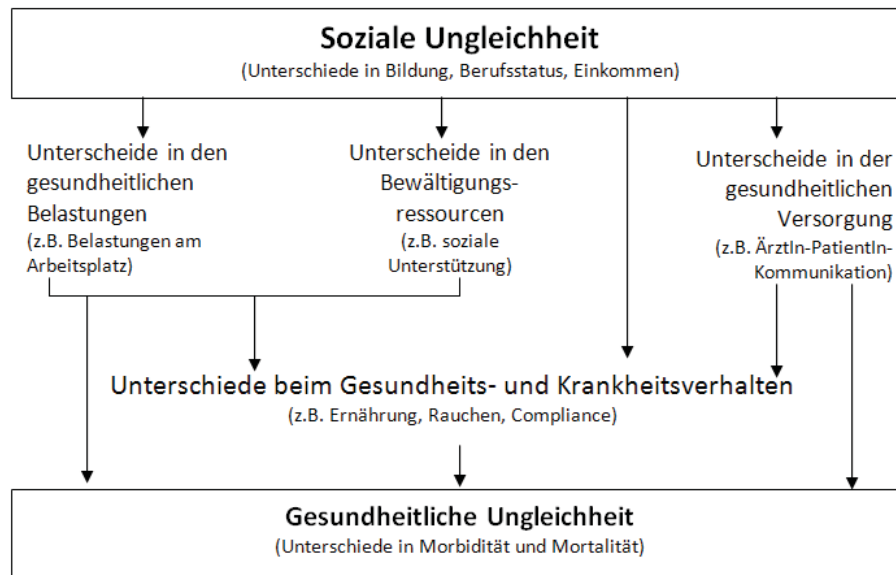 Soziale Ungleichheit
(Unterschiede in Bildung, Berufsstatus, Einkommen)
Unterscheide in den
gesundheitlichen
Belastungen
(z.B. Belastungen am
Arbeitsplatz)
Unterscheide in den
Bewältigungs-
ressourcen
(z.B. soziale
Unterstützung)
Unterscheide in der
gesundheitlichen
Versorgung
(z.B. ÄrztIn-PatientIn-
Kommunikation)
Unterschiede beim Gesundheits- und Krankheitsverhalten
(z.B. Ernährung, Rauchen, Compliance)
Gesundheitliche Ungleichheit
(Unterschiede in Morbidität und Mortalität)